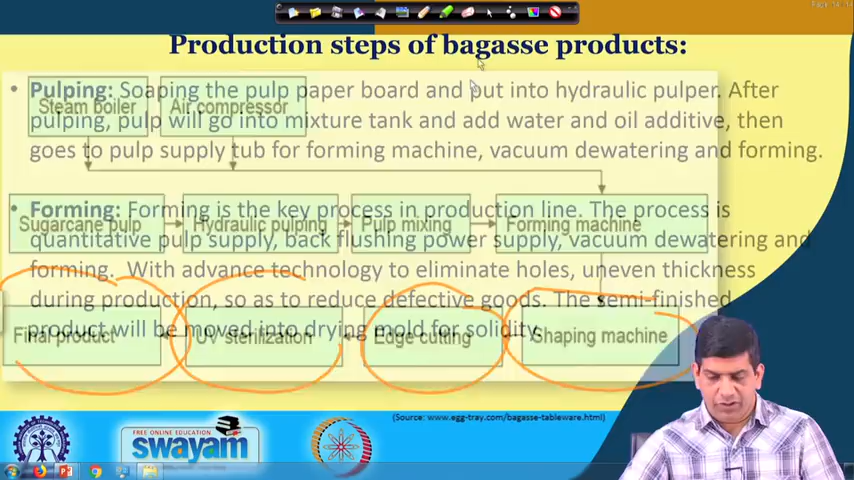 Production steps of bagasse products:
• Pulping: Soaping the pulp paper board and put into hydraulic pulper. After
pulping, pulp will go into mixture tank and add water and oil additive, then
goes to pulp supply tub for forming machine, vacuum dewatering and forming.
• Forming: Forming is the key process in production line. The process is
quantitative pulp supply, back flushing power supply, vacuum dewatering and
forming. With advance technology to eliminate holes, uneven thickness
during production, so as to reduce defective goods. The semi-finished
product will be moved into drying mold for solidity.
Steam boiler
Air compressor
Sugarcane pulp
Hydraulic pulping
Pulp mixing
Forming machine
Final product
UV sterilization
Edge cutting
Shaping machine
(Source: www.egg-tray.com/bagasse-tableware.html)
FREE ONLINE EDUCATION
swayam